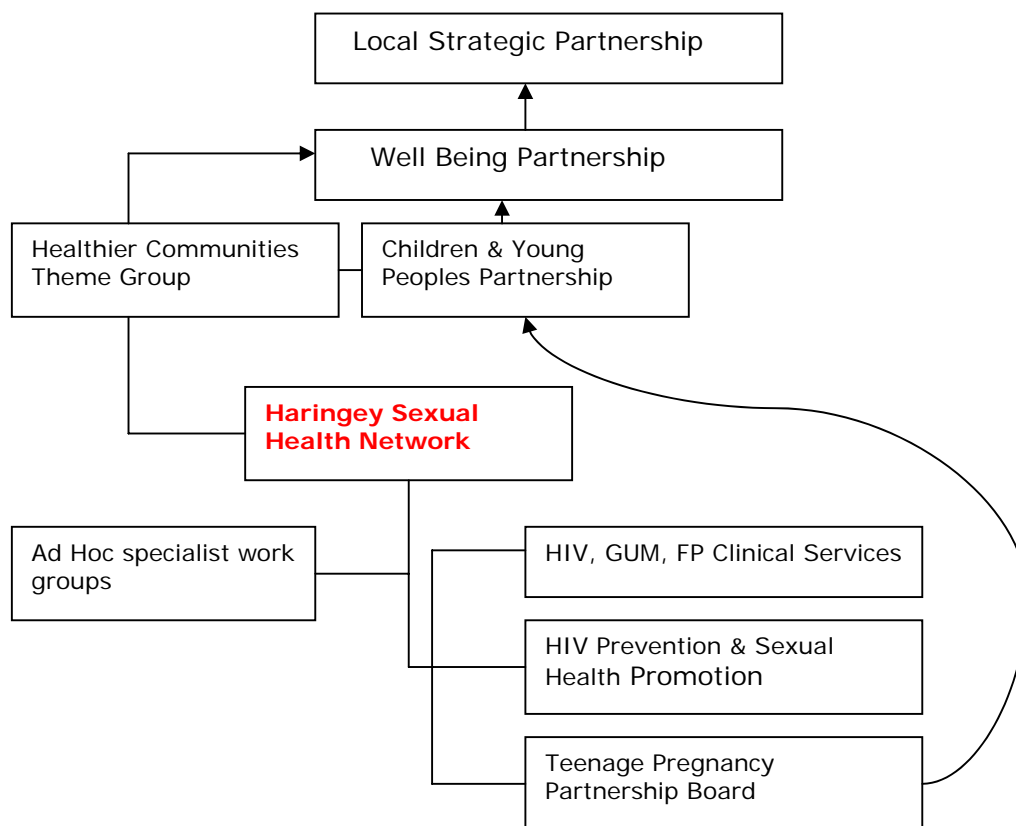 Local Strategic Partnership
Well Being Partnership
Healthier Communities
Theme Group
Children & Young
Peoples Partnership
Haringey Sexual
Health Network
Ad Hoc specialist work
groups
HIV, GUM, FP Clinical Services
HIV Prevention & Sexual
Health Promotion
Teenage Pregnancy
Partnership Board